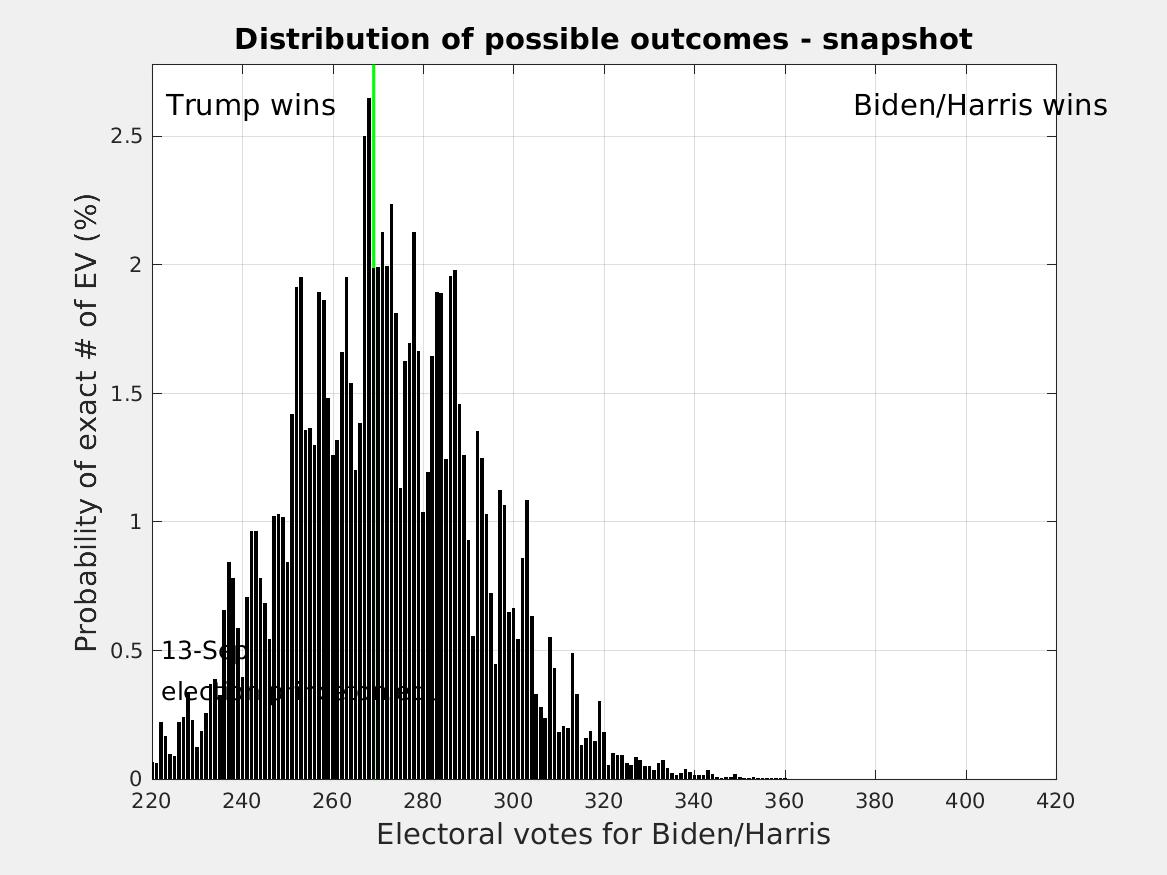 Distribution of possible outcomes - snapshot
Trump wins
Biden/Harris wins
Probability of exact # of EV (%)
2.5
2
1.5
1
0.5
0
13-Sep
220
240
260
280
300
320
340
360
380
400
420
Electoral votes for Biden/Harris